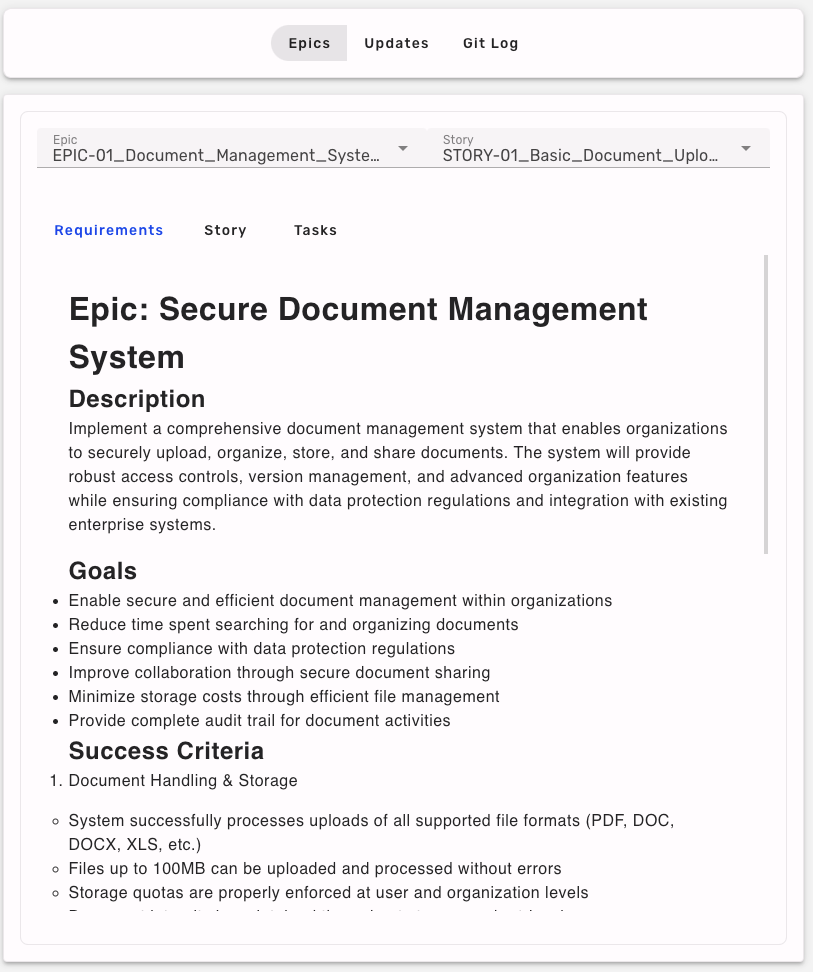 Epics Updates Git Log
Epic Story
EPIC-01_Document_Management_Syste… STORY-01_Basic_Document_Uplo…
Requirements Story Tasks
Epic: Secure Document Management
System
Description
Implement a comprehensive document management system that enables organizations
to securely upload, organize, store, and share documents. The system will provide
robust access controls, version management, and advanced organization features
while ensuring compliance with data protection regulations and integration with existing
enterprise systems.
Goals
• Enable secure and efficient document management within organizations
• Reduce time spent searching for and organizing documents
• Ensure compliance with data protection regulations
• Improve collaboration through secure document sharing
• Minimize storage costs through efficient file management
• Provide complete audit trail for document activities
Success Criteria
1. Document Handling & Storage
◦ System successfully processes uploads of all supported file formats (PDF, DOC,
DOCX, XLS, etc.)
◦ Files up to 100MB can be uploaded and processed without errors
◦ Storage quotas are properly enforced at user and organization levels